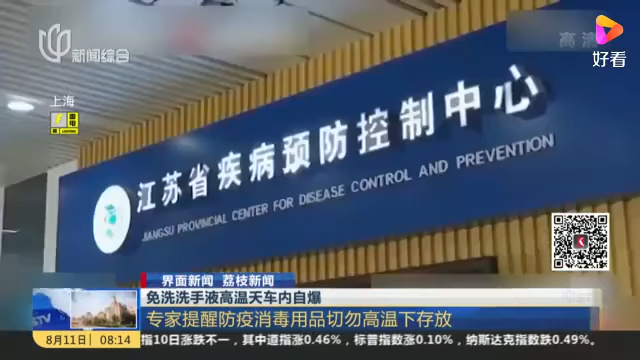 新闻综合
高清
好看
上海
雷电
江苏省疾病预防控制中心
JIANGSU PROVINCIAL CENTER FOR DISEASE CONTROL AND PREVENTION
界面新闻 荔枝新闻
免洗洗手液高温天车内自爆
专家提醒防疫消毒用品切勿高温下存放
8月11日 08:14 指10日涨跌不一，其中道指涨0.46%，标普指数涨0.10%，纳斯达克指数跌0.49%。